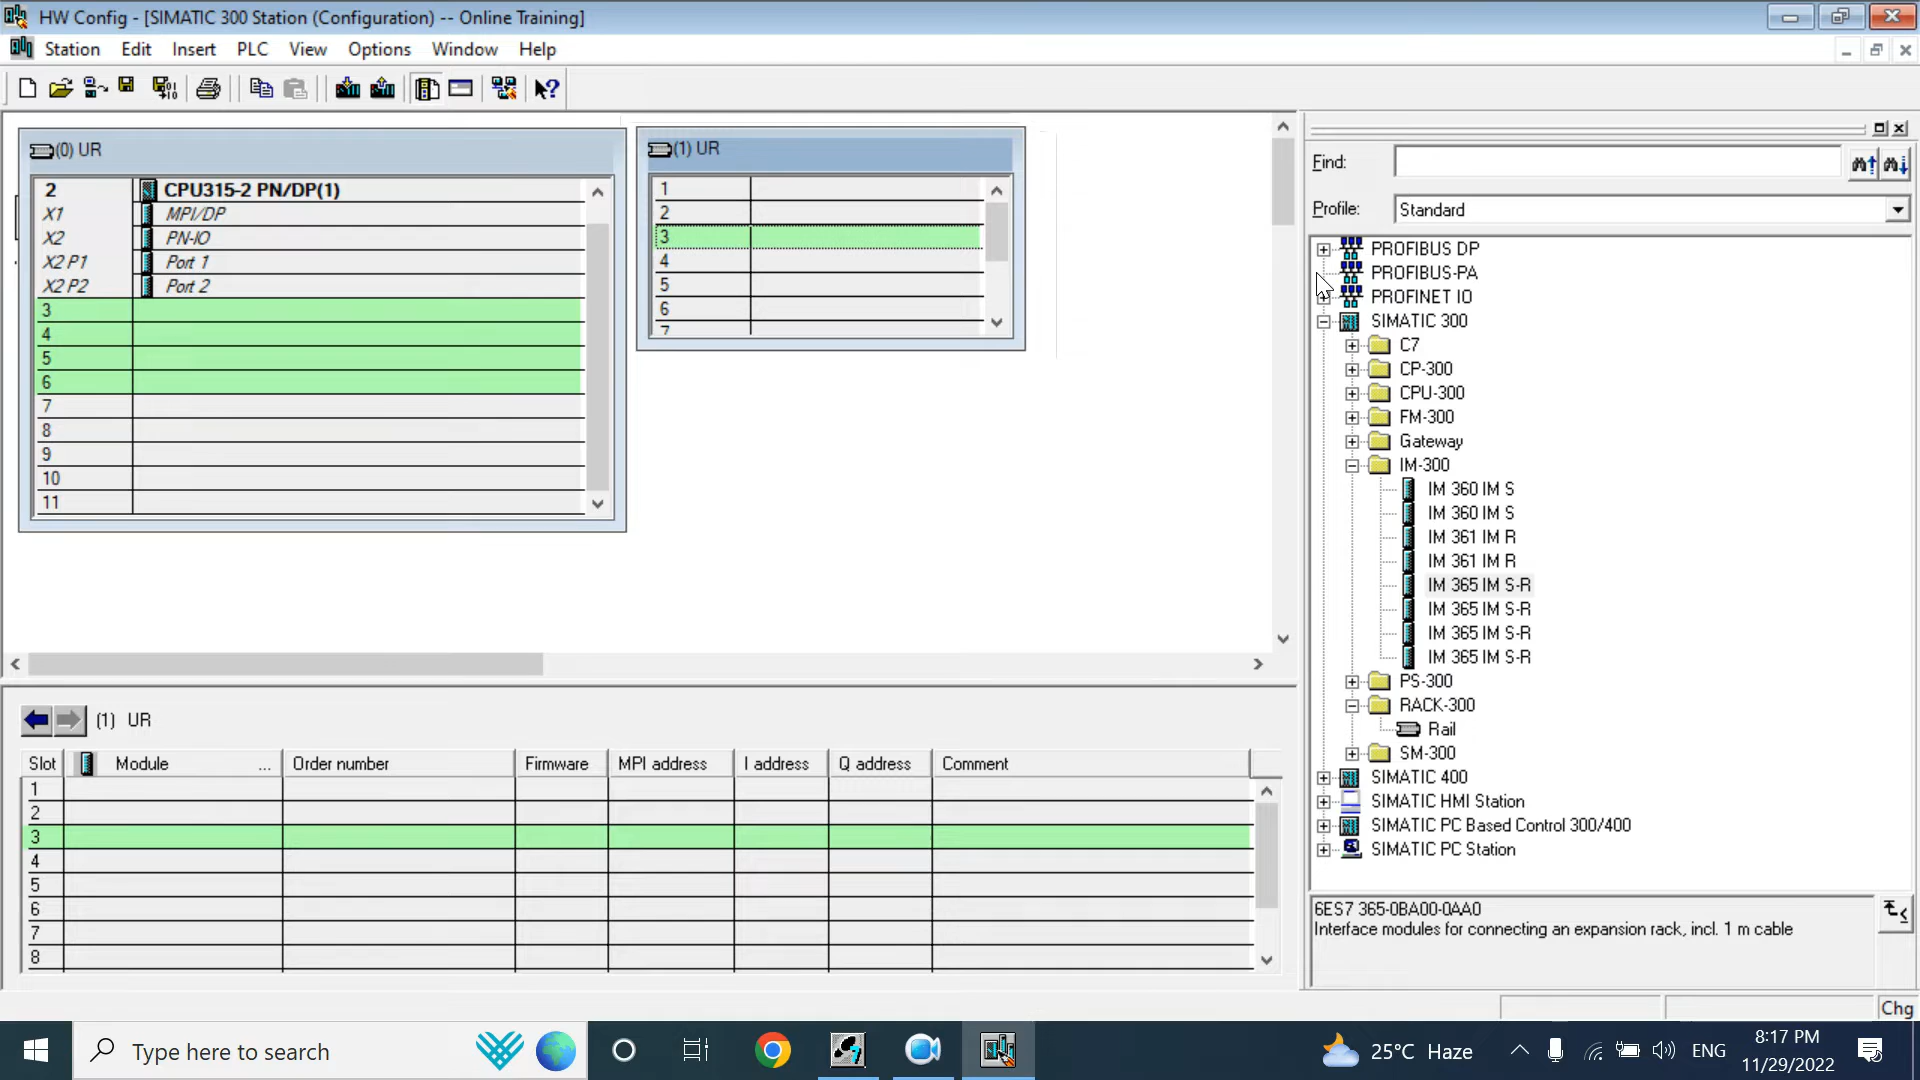 HW Config - [SIMATIC 300 Station (Configuration) -- Online Training]
Station Edit Insert PLC View Options Window Help
(0) UR
2 CPU315-2 PN/DP(1)
X1 MPI/DP
X2 PN-IO
X2 P1 Port 1
X2 P2 Port 2
3
4
5
6
7
8
9
10
11
(1) UR
1
2
3
4
5
6
7
Find:
Profile: Standard
PROFIBUS DP
PROFIBUS-PA
PROFINET IO
SIMATIC 300
C7
CP-300
CPU-300
FM-300
Gateway
IM-300
IM 360 IM S
IM 360 IM S
IM 361 IM R
IM 361 IM R
IM 365 IM S-R
IM 365 IM S-R
IM 365 IM S-R
IM 365 IM S-R
PS-300
RACK-300
Rail
SM-300
SIMATIC 400
SIMATIC HMI Station
SIMATIC PC Based Control 300/400
SIMATIC PC Station
6ES7 365-0BA00-0AA0
Interface modules for connecting an expansion rack, incl. 1 m cable
(1) UR
Slot Module ... Order number Firmware MPI address I address Q address Comment
1
2
3
4
5
6
7
8
Chg
Type here to search
25°C Haze
ENG
8:17 PM
11/29/2022